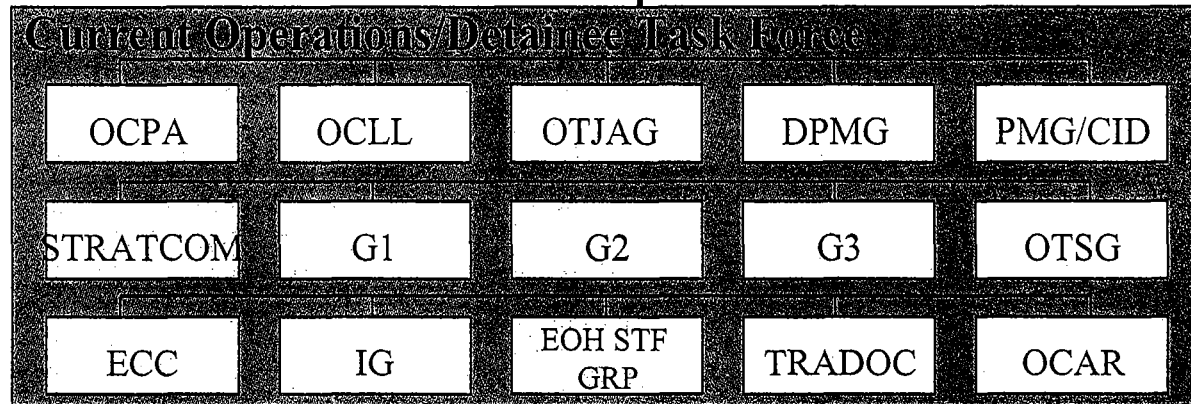 Current Operations/Detainee Task Force
OCPA OCLL OTJAG DPMG PMG/CID
STRATCOM G1 G2 G3 OTSG
ECC IG EOH STF GRP TRADOC OCAR